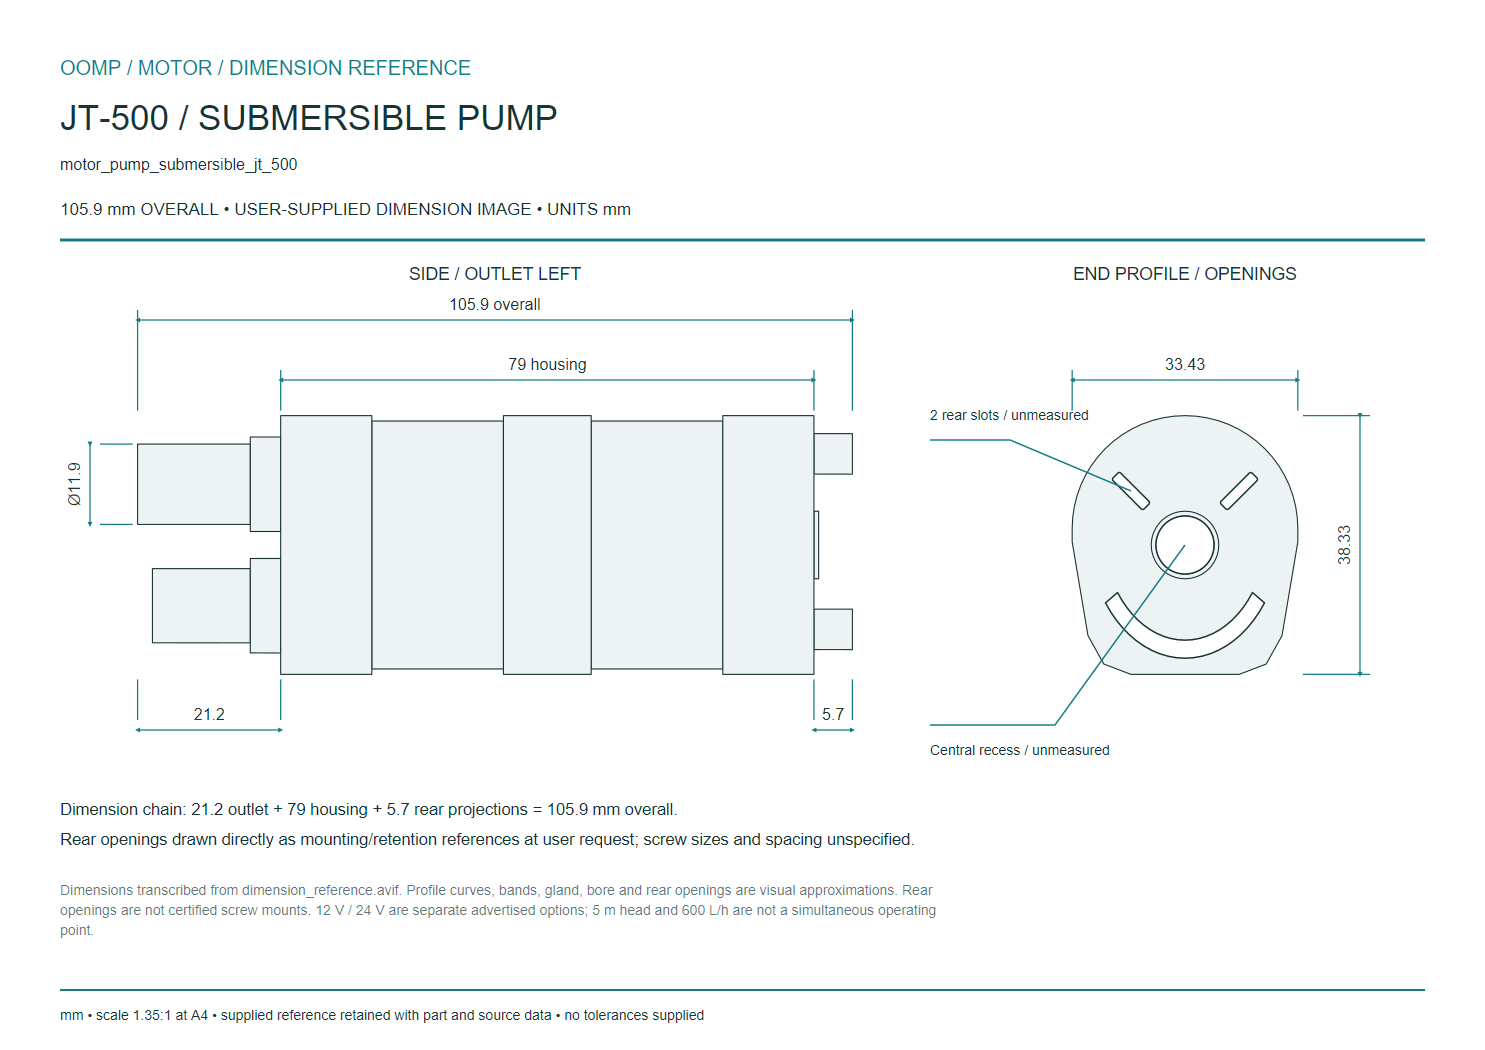 OOMP / MOTOR / DIMENSION REFERENCE
JT-500 / SUBMERSIBLE PUMP
motor_pump_submersible_jt_500
105.9 mm OVERALL • USER-SUPPLIED DIMENSION IMAGE • UNITS mm
SIDE / OUTLET LEFT
END PROFILE / OPENINGS
105.9 overall
79 housing
33.43
2 rear slots / unmeasured
Ø11.9
38.33
21.2
5.7
Central recess / unmeasured
Dimension chain: 21.2 outlet + 79 housing + 5.7 rear projections = 105.9 mm overall.
Rear openings drawn directly as mounting/retention references at user request; screw sizes and spacing unspecified.
Dimensions transcribed from dimension_reference.avif. Profile curves, bands, gland, bore and rear openings are visual approximations. Rear
openings are not certified screw mounts. 12 V / 24 V are separate advertised options; 5 m head and 600 L/h are not a simultaneous operating
point.
mm • scale 1.35:1 at A4 • supplied reference retained with part and source data • no tolerances supplied